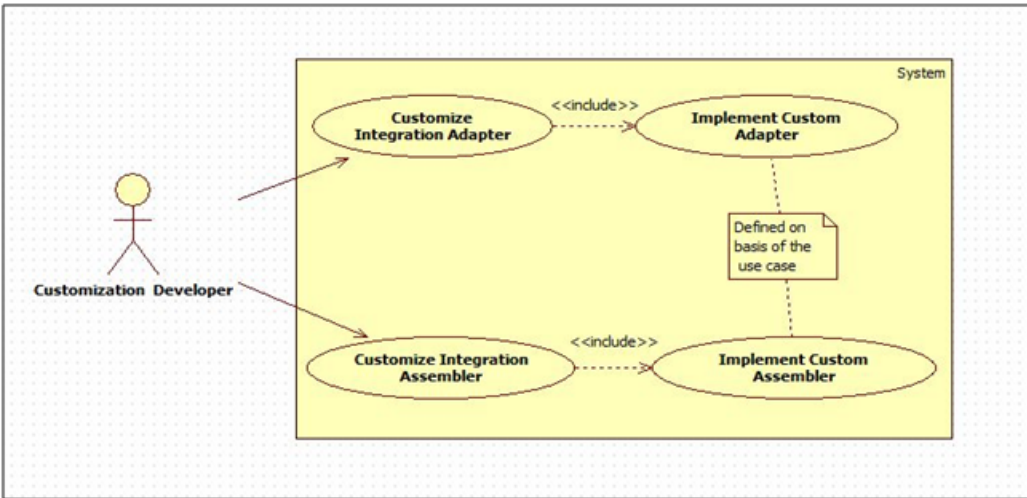 System
<<include>>
Customize
Integration Adapter
Implement Custom
Adapter
Defined on
basis of the
use case
Customization Developer
<<include>>
Customize Integration
Assembler
Implement Custom
Assembler